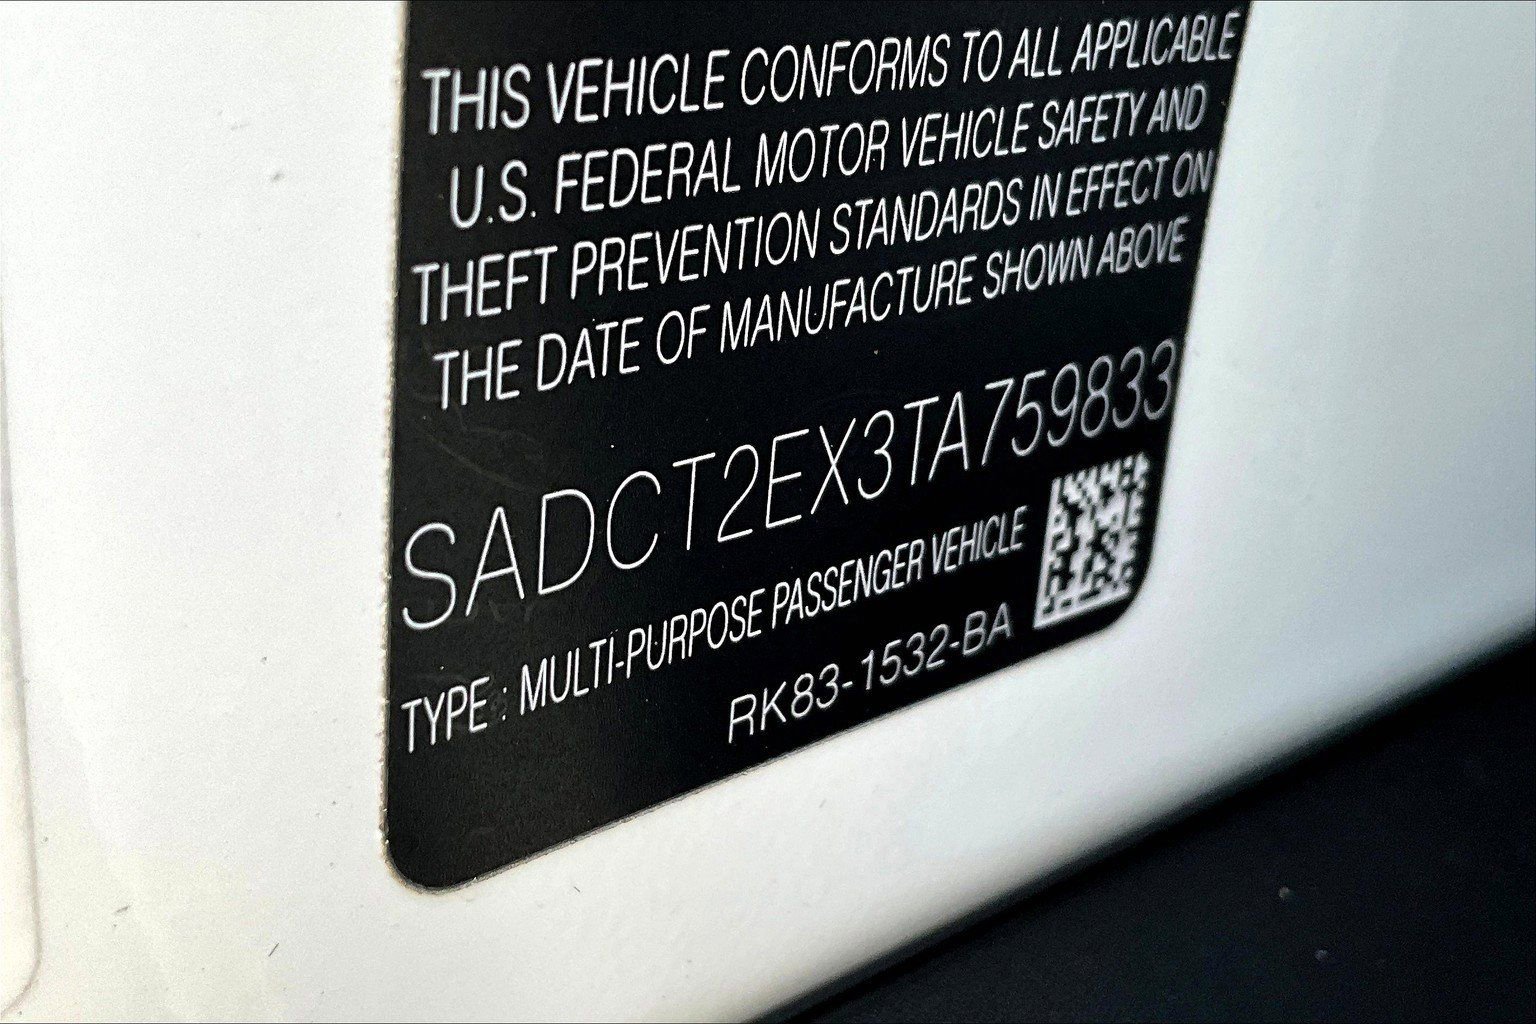 THIS VEHICLE CONFORMS TO ALL APPLICABLE
U.S. FEDERAL MOTOR VEHICLE SAFETY AND
THEFT PREVENTION STANDARDS IN EFFECT ON
THE DATE OF MANUFACTURE SHOWN ABOVE
SADCT2EX3TA759833
TYPE : MULTI-PURPOSE PASSENGER VEHICLE
RK83-1532-BA